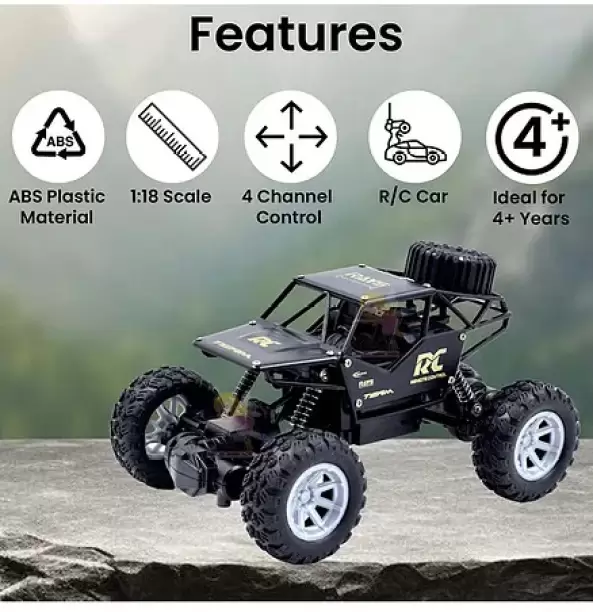 Features
ABS
4+
ABS Plastic
Material
1:18 Scale
4 Channel
Control
R/C Car
Ideal for
4+ Years
RC
RC
REMOTE CONTROL